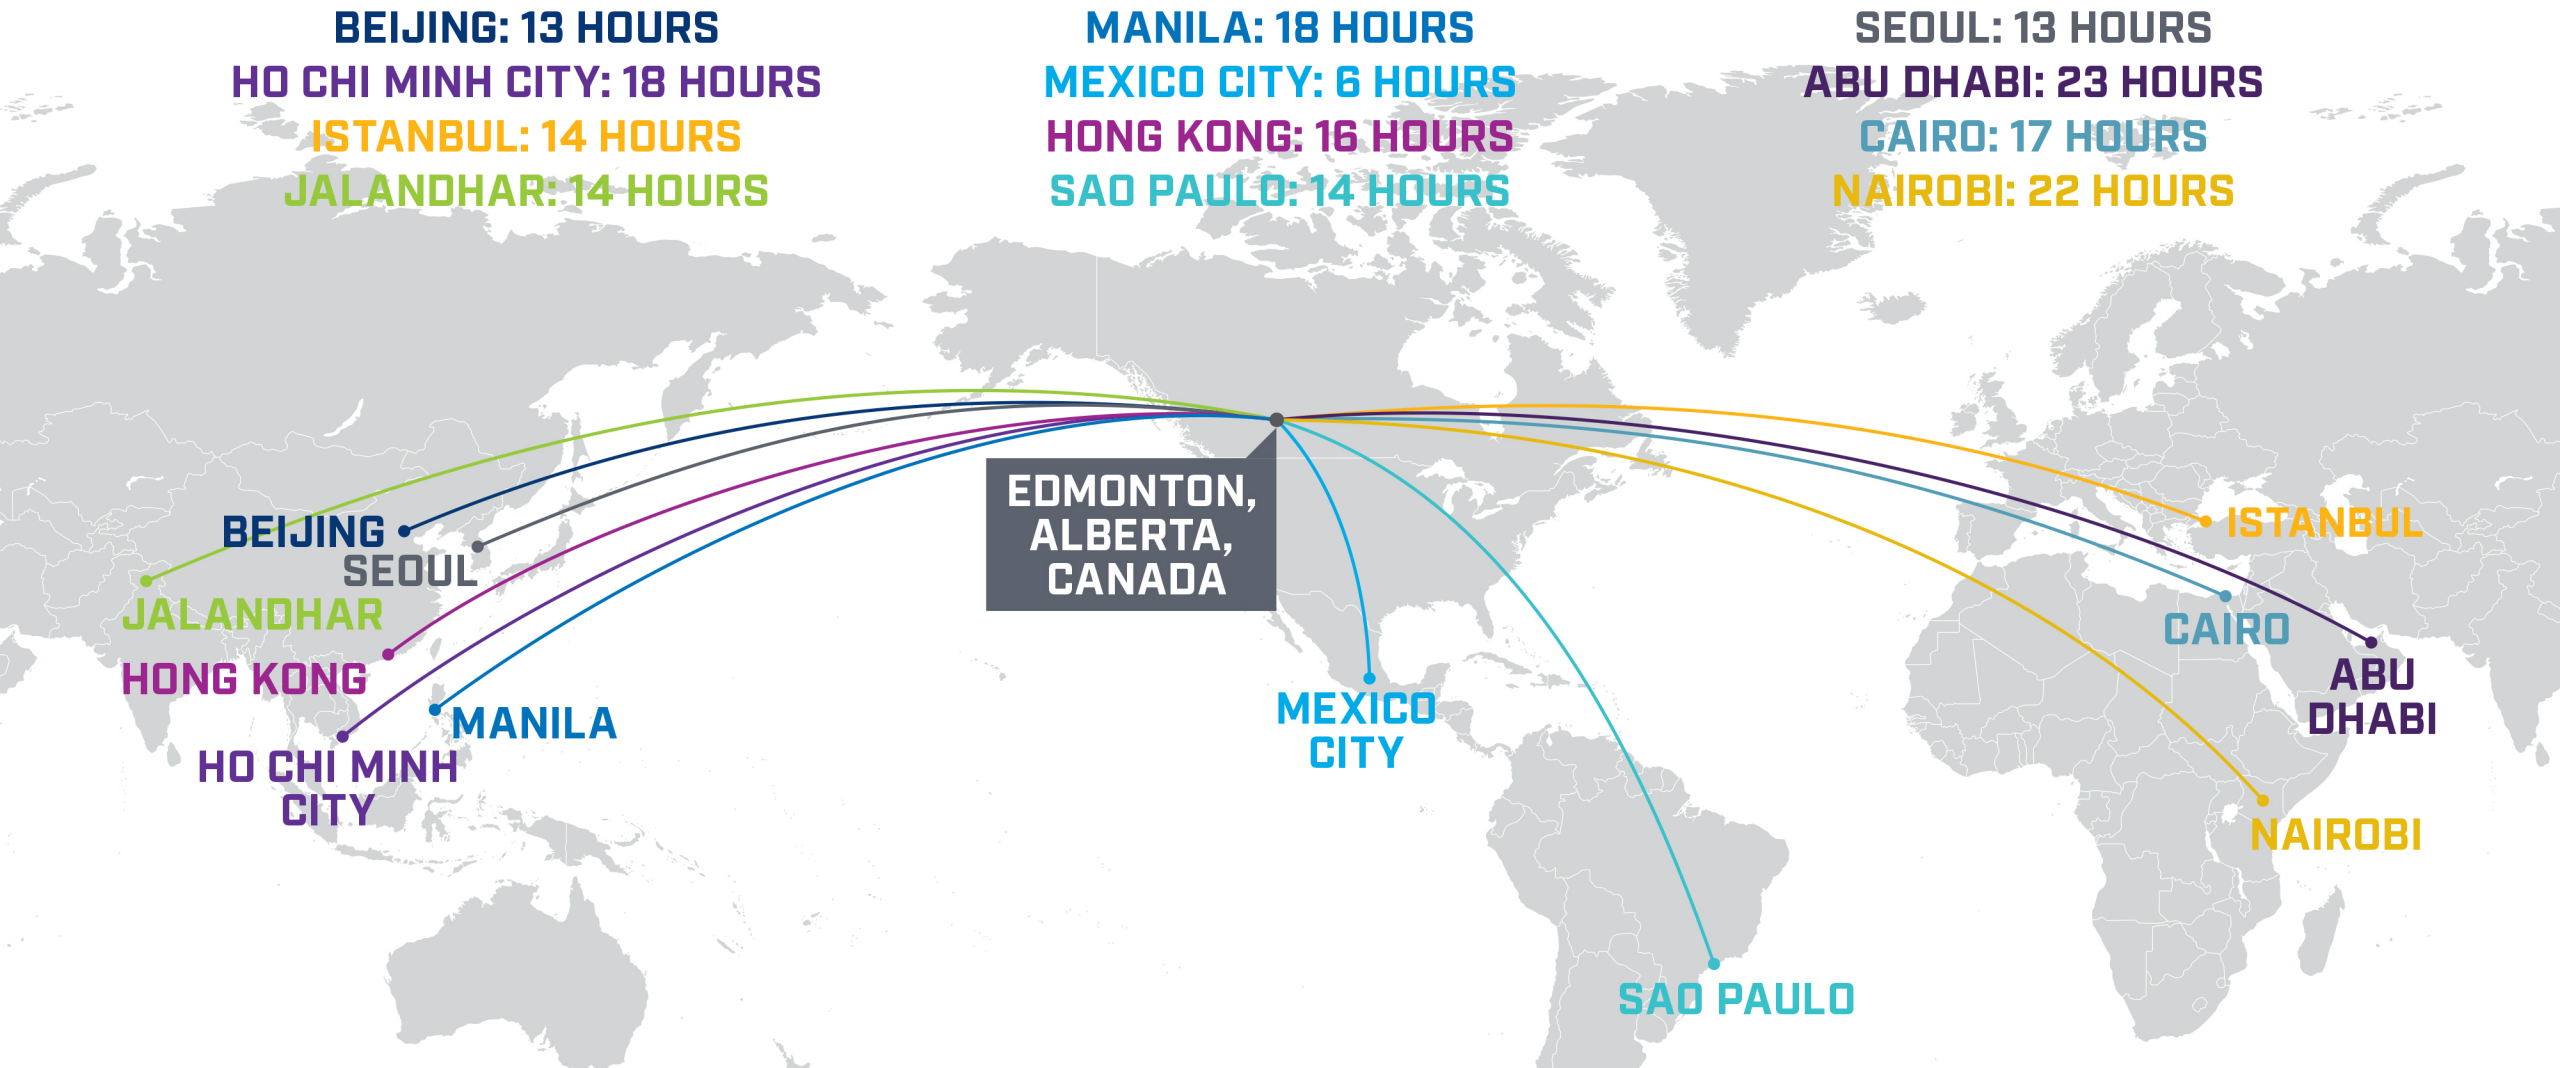 BEIJING: 13 HOURS
HO CHI MINH CITY: 18 HOURS
ISTANBUL: 14 HOURS
JALANDHAR: 14 HOURS
MANILA: 18 HOURS
MEXICO CITY: 6 HOURS
HONG KONG: 16 HOURS
SAO PAULO: 14 HOURS
SEOUL: 13 HOURS
ABU DHABI: 23 HOURS
CAIRO: 17 HOURS
NAIROBI: 22 HOURS
BEIJING
SEOUL
JALANDHAR
HONG KONG
MANILA
HO CHI MINH
CITY
EDMONTON,
ALBERTA,
CANADA
MEXICO
CITY
SAO PAULO
ISTANBUL
CAIRO
ABU
DHABI
NAIROBI